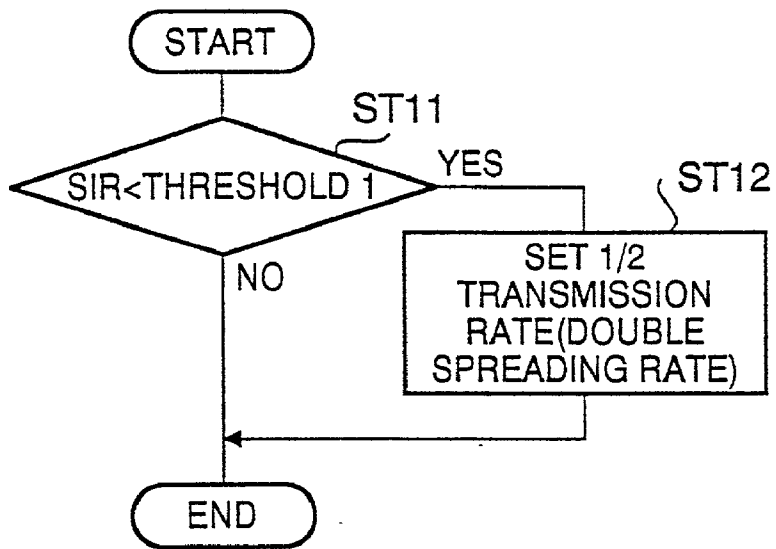 START
ST11
SIR<THRESHOLD 1
YES
ST12
SET 1/2
TRANSMISSION
RATE(DOUBLE
SPREADING RATE)
NO
END